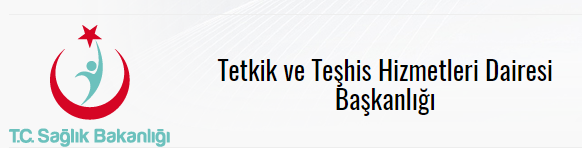 Tetkik ve Teşhis Hizmetleri Dairesi
Başkanlığı
T.C. Sağlık Bakanlığı